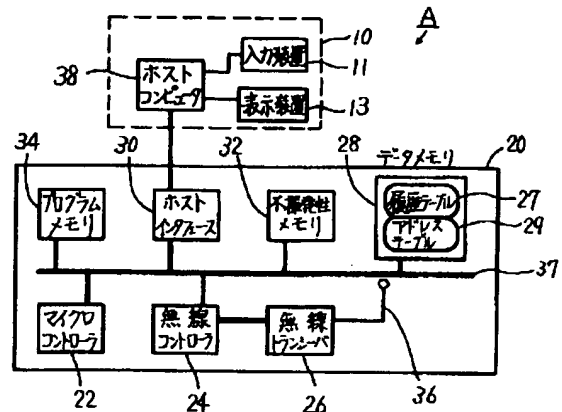 A
10
入力装置
11
38
ホスト
コンピュータ
表示装置
13
データメモリ
20
34
プログラム
メモリ
30
ホスト
インタフェース
32
不揮発性
メモリ
28
テーブル
27
アドレス
テーブル
29
37
マイクロ
コントローラ
22
無線
コントローラ
24
無線
トランシーバ
26
36